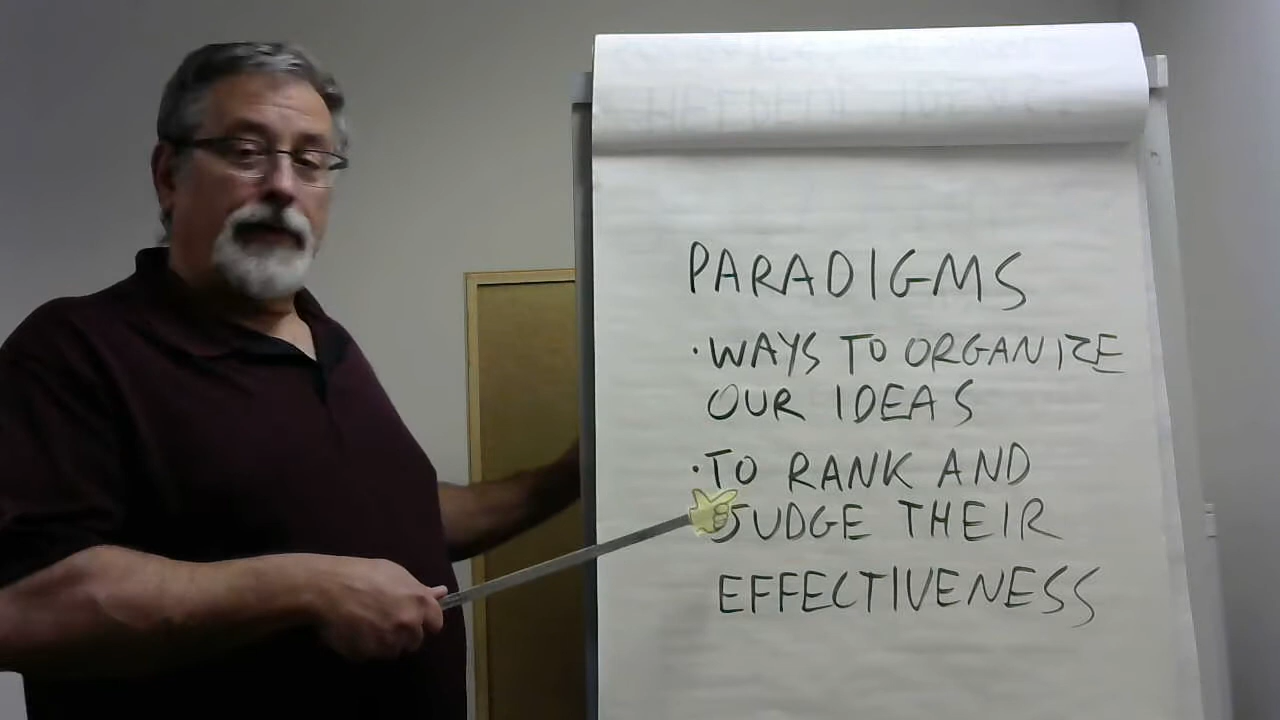 PARADIGMS
·WAYS TO ORGANIZE
OUR IDEAS
·TO RANK AND
JUDGE THEIR
EFFECTIVENESS